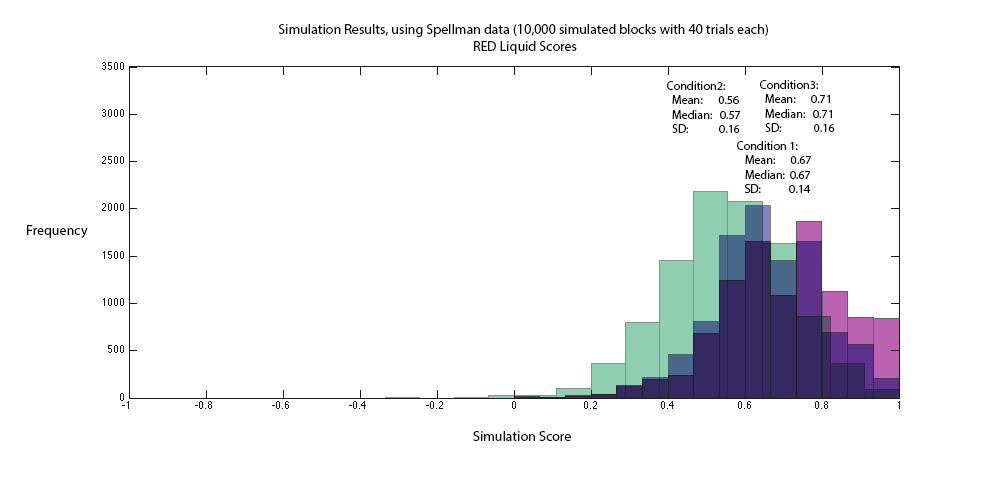 Simulation Results, using Spellman data (10,000 simulated blocks with 40 trials each)
RED Liquid Scores
3500
3000
2500
2000
1500
1000
500
0
Frequency
Condition2:
Mean: 0.56
Median: 0.57
SD: 0.16
Condition3:
Mean: 0.71
Median: 0.71
SD: 0.16
Condition 1:
Mean: 0.67
Median: 0.67
SD: 0.14
-1 -0.8 -0.6 -0.4 -0.2 0 0.2 0.4 0.6 0.8 1
Simulation Score